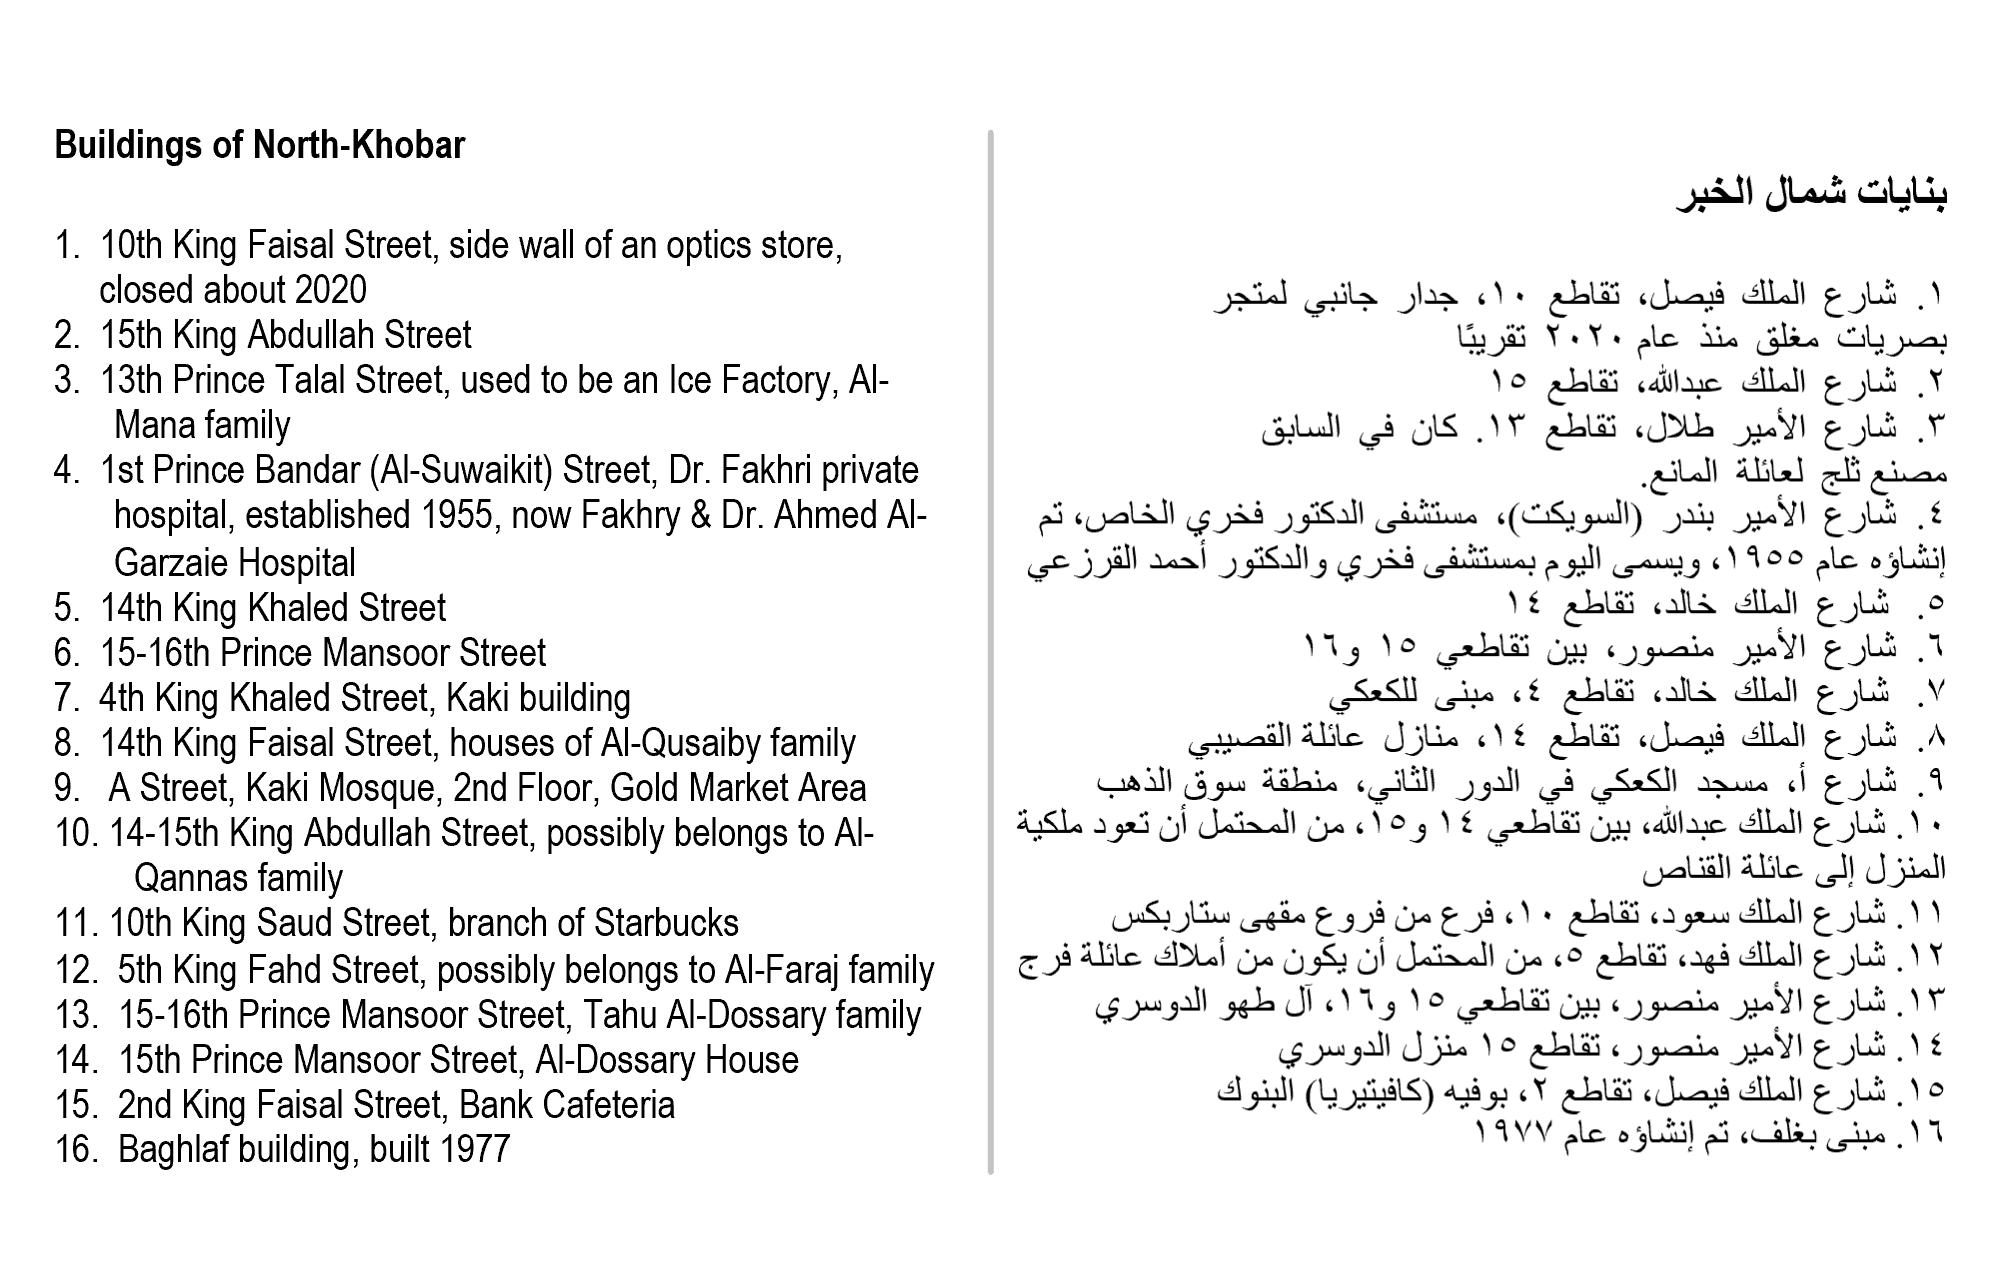 Buildings of North-Khobar
1. 10th King Faisal Street, side wall of an optics store,
closed about 2020
2. 15th King Abdullah Street
3. 13th Prince Talal Street, used to be an Ice Factory, Al-
Mana family
4. 1st Prince Bandar (Al-Suwaikit) Street, Dr. Fakhri private
hospital, established 1955, now Fakhry & Dr. Ahmed Al-
Garzaie Hospital
5. 14th King Khaled Street
6. 15-16th Prince Mansoor Street
7. 4th King Khaled Street, Kaki building
8. 14th King Faisal Street, houses of Al-Qusaiby family
9. A Street, Kaki Mosque, 2nd Floor, Gold Market Area
10. 14-15th King Abdullah Street, possibly belongs to Al-
Qannas family
11. 10th King Saud Street, branch of Starbucks
12. 5th King Fahd Street, possibly belongs to Al-Faraj family
13. 15-16th Prince Mansoor Street, Tahu Al-Dossary family
14. 15th Prince Mansoor Street, Al-Dossary House
15. 2nd King Faisal Street, Bank Cafeteria
16. Baghlaf building, built 1977
بنايات شمال الخبر
١. شارع الملك فيصل، تقاطع ١٠، جدار جانبي لمتجر
بصريات مغلق منذ عام ٢٠٢٠ تقريبًا
٢. شارع الملك عبدالله، تقاطع ١٥
٣. شارع الأمير طلال، تقاطع ١٣. كان في السابق
مصنع ثلج لعائلة المانع.
٤. شارع الأمير بندر (السويكت)، مستشفى الدكتور فخري الخاص، تم
إنشاؤه عام ١٩٥٥، ويسمى اليوم بمستشفى فخري والدكتور أحمد القرزعي
٥. شارع الملك خالد، تقاطع ١٤
٦. شارع الأمير منصور، بين تقاطعي ١٥ و١٦
٧. شارع الملك خالد، تقاطع ٤، مبنى للكعكي
٨. شارع الملك فيصل، تقاطع ١٤، منازل عائلة القصيبي
٩. شارع أ، مسجد الكعكي في الدور الثاني، منطقة سوق الذهب
١٠. شارع الملك عبدالله، بين تقاطعي ١٤ و١٥، من المحتمل أن تعود ملكية
المنزل إلى عائلة القناص
١١. شارع الملك سعود، تقاطع ١٠، فرع من فروع مقهى ستاربكس
١٢. شارع الملك فهد، تقاطع ٥، من المحتمل أن يكون من أملاك عائلة فرج
١٣. شارع الأمير منصور، بين تقاطعي ١٥ و١٦، آل طهو الدوسري
١٤. شارع الأمير منصور، تقاطع ١٥ منزل الدوسري
١٥. شارع الملك فيصل، تقاطع ٢، بوفيه (كافيتيريا) البنوك
١٦. مبنى بغلف، تم إنشاؤه عام ١٩٧٧